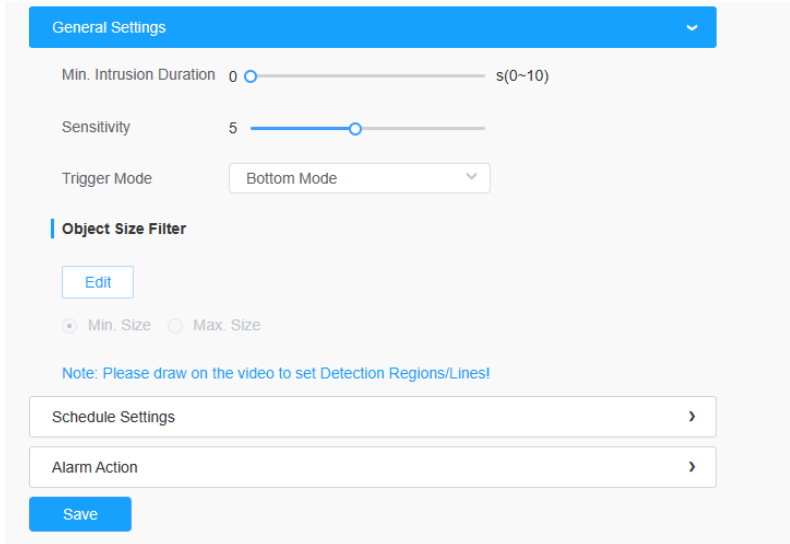 General Settings
Min. Intrusion Duration 0 s(0~10)
Sensitivity 5
Trigger Mode Bottom Mode
Object Size Filter
Edit
Min. Size Max. Size
Note: Please draw on the video to set Detection Regions/Lines!
Schedule Settings
Alarm Action
Save